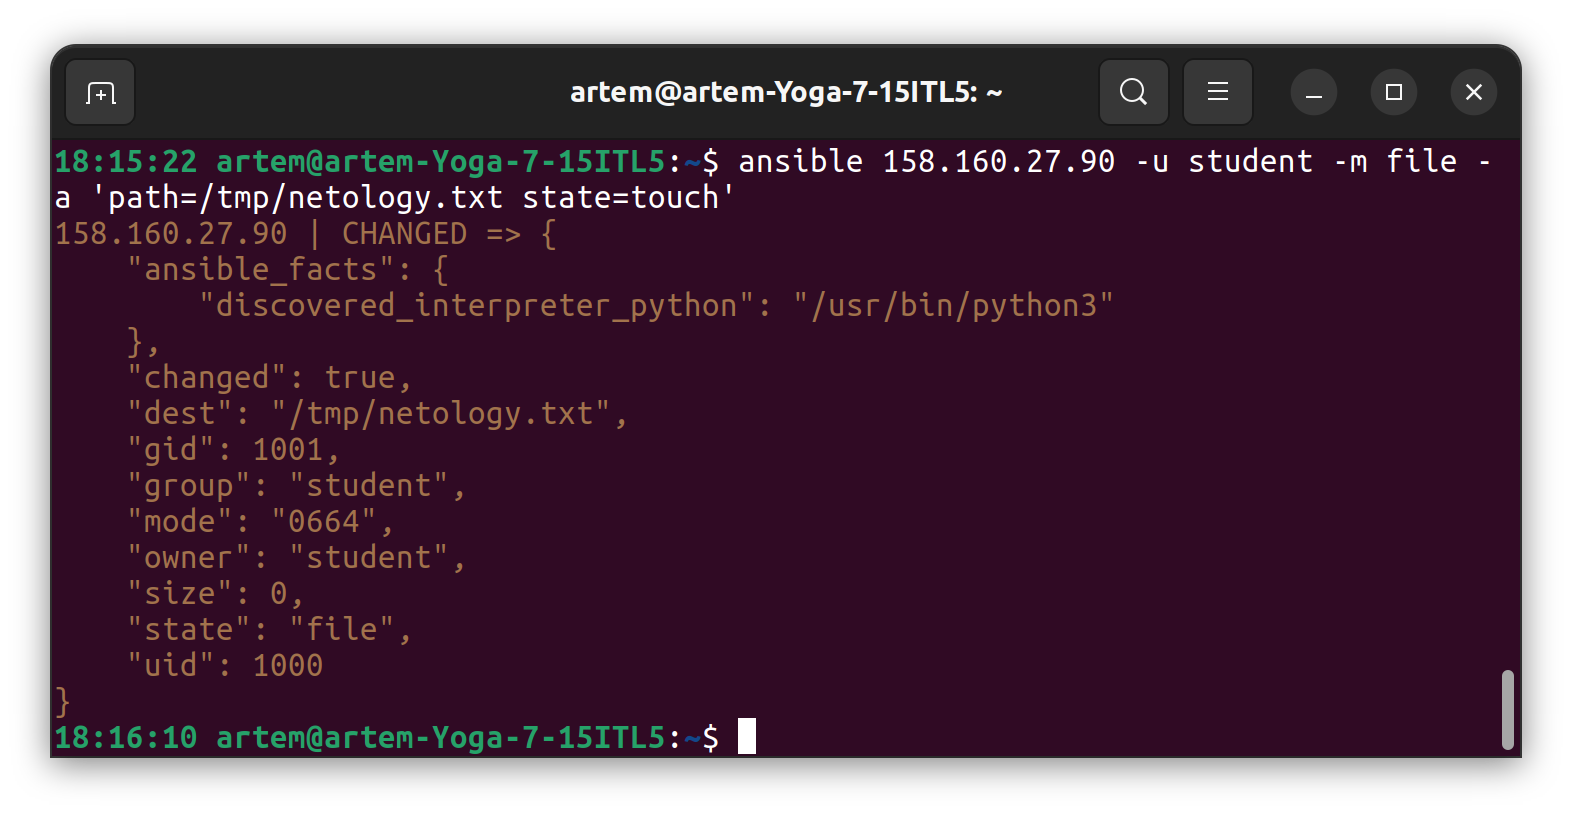 artem@artem-Yoga-7-15ITL5: ~
18:15:22 artem@artem-Yoga-7-15ITL5:~$ ansible 158.160.27.90 -u student -m file -
a 'path=/tmp/netology.txt state=touch'
158.160.27.90 | CHANGED => {
    "ansible_facts": {
        "discovered_interpreter_python": "/usr/bin/python3"
    },
    "changed": true,
    "dest": "/tmp/netology.txt",
    "gid": 1001,
    "group": "student",
    "mode": "0664",
    "owner": "student",
    "size": 0,
    "state": "file",
    "uid": 1000
}
18:16:10 artem@artem-Yoga-7-15ITL5:~$